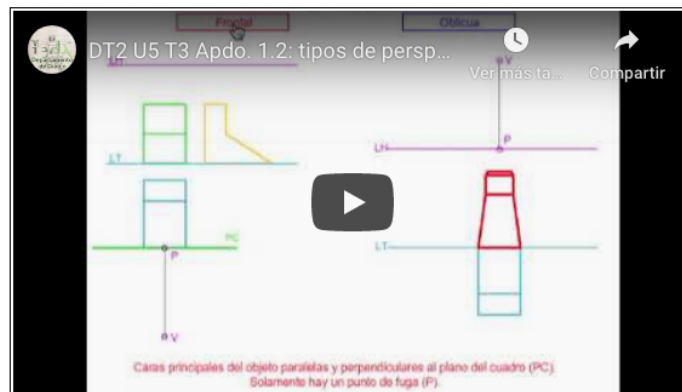 Frontal
Oblicua
DT2 U5 T3 Apdo. 1.2: tipos de persp...
Ver más ta...
Compartir
V
P
LH
LT
PC
P
LT
V
Caras principales del objeto paralelas y perpendiculares al plano del cuadro (PC).
Solamente hay un punto de fuga (P).